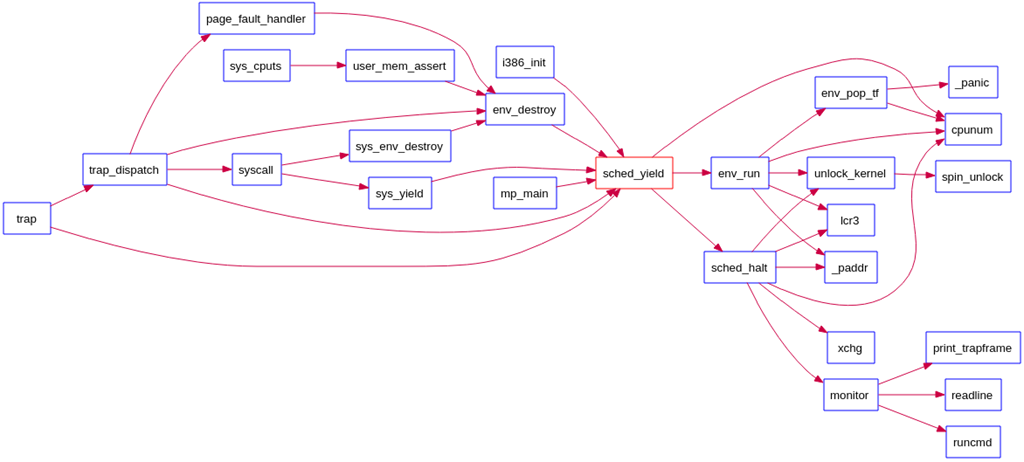 page_fault_handler
sys_cputs
user_mem_assert
i386_init
env_destroy
env_pop_tf
_panic
cpunum
trap_dispatch
syscall
sys_env_destroy
sched_yield
env_run
unlock_kernel
spin_unlock
sys_yield
mp_main
trap
lcr3
sched_halt
_paddr
xchg
print_trapframe
monitor
readline
runcmd